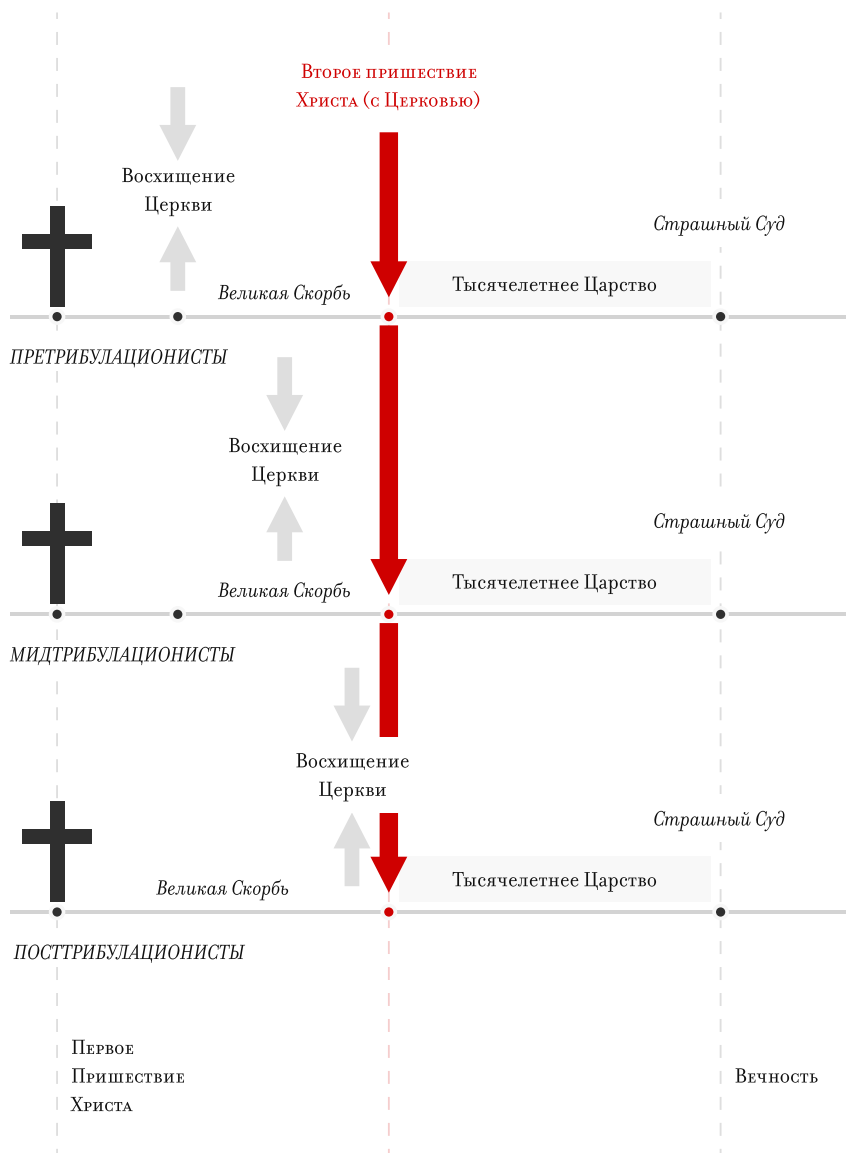 Второе пришествие
Христа (с Церковью)
Восхищение
Церкви
Страшный Суд
Великая Скорбь
Тысячелетнее Царство
ПРЕТРИБУЛАЦИОНИСТЫ
Восхищение
Церкви
Страшный Суд
Великая Скорбь
Тысячелетнее Царство
МИДТРИБУЛАЦИОНИСТЫ
Восхищение
Церкви
Страшный Суд
Великая Скорбь
Тысячелетнее Царство
ПОСТТРИБУЛАЦИОНИСТЫ
Первое
Пришествие
Христа
Вечность